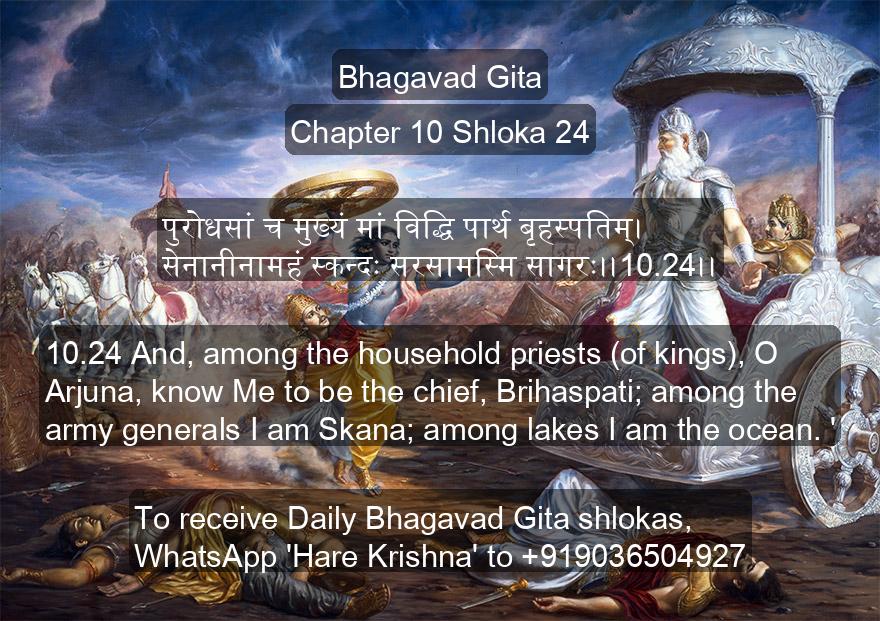 Bhagavad Gita
Chapter 10 Shloka 24
पुरोधसां च मुख्यं मां विद्धि पार्थ बृहस्पतिम्।
सेनानीनामहं स्कन्दः सरसामस्मि सागरः।।10.24।।
10.24 And, among the household priests (of kings), O
Arjuna, know Me to be the chief, Brihaspati; among the
army generals I am Skana; among lakes I am the ocean. '
To receive Daily Bhagavad Gita shlokas,
WhatsApp 'Hare Krishna' to +919036504927